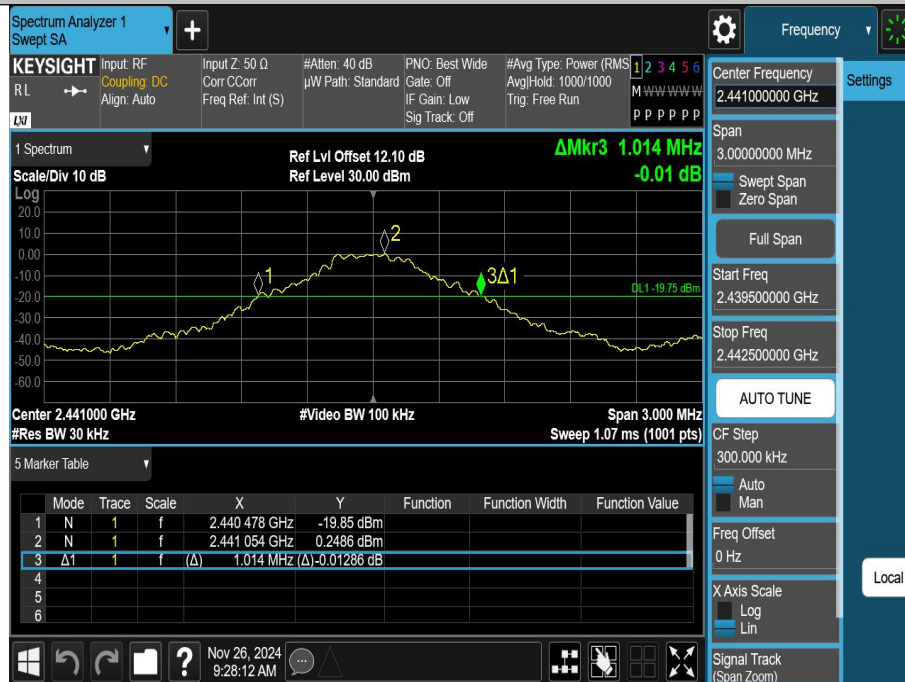 Spectrum Analyzer 1
Swept SA
Frequency
KEYSIGHT
RL
LXI
Input: RF
Coupling: DC
Align: Auto
Input Z: 50 Ω
Corr CCorr
Freq Ref: Int (S)
#Atten: 40 dB
µW Path: Standard
PNO: Best Wide
Gate: Off
IF Gain: Low
Sig Track: Off
#Avg Type: Power (RMS
Avg|Hold: 1000/1000
Trig: Free Run
1 2 3 4 5 6
M W W W W W
P P P P P P
1 Spectrum
Scale/Div 10 dB
Ref Lvl Offset 12.10 dB
Ref Level 30.00 dBm
ΔMkr3 1.014 MHz
-0.01 dB
Log
20.0
10.0
0.00
-10.0
-20.0
-30.0
-40.0
-50.0
-60.0
1
2
3Δ1
DL1 -19.75 dBm
Center 2.441000 GHz
#Video BW 100 kHz
Span 3.000 MHz
#Res BW 30 kHz
Sweep 1.07 ms (1001 pts)
5 Marker Table
Mode Trace Scale X Y Function Function Width Function Value
1 N 1 f 2.440 478 GHz -19.85 dBm
2 N 1 f 2.441 054 GHz 0.2486 dBm
3 Δ1 1 f (Δ) 1.014 MHz (Δ) -0.01286 dB
4
5
6
Nov 26, 2024
9:28:12 AM
Center Frequency
2.441000000 GHz
Settings
Span
3.00000000 MHz
Swept Span
Zero Span
Full Span
Start Freq
2.439500000 GHz
Stop Freq
2.442500000 GHz
AUTO TUNE
CF Step
300.000 kHz
Auto
Man
Freq Offset
0 Hz
Local
X Axis Scale
Log
Lin
Signal Track
(Span Zoom)